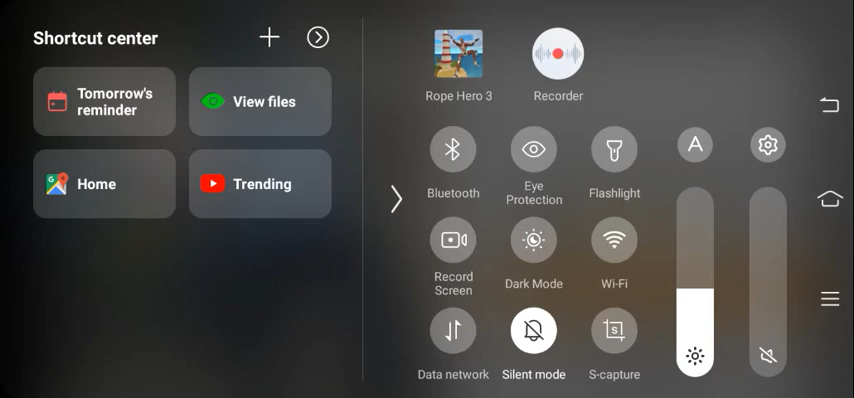 Shortcut center
Tomorrow's
reminder
View files
Home
Trending
Rope Hero 3
Recorder
Bluetooth
Eye
Protection
Flashlight
A
Record
Screen
Dark Mode
Wi-Fi
Data network
Silent mode
S-capture